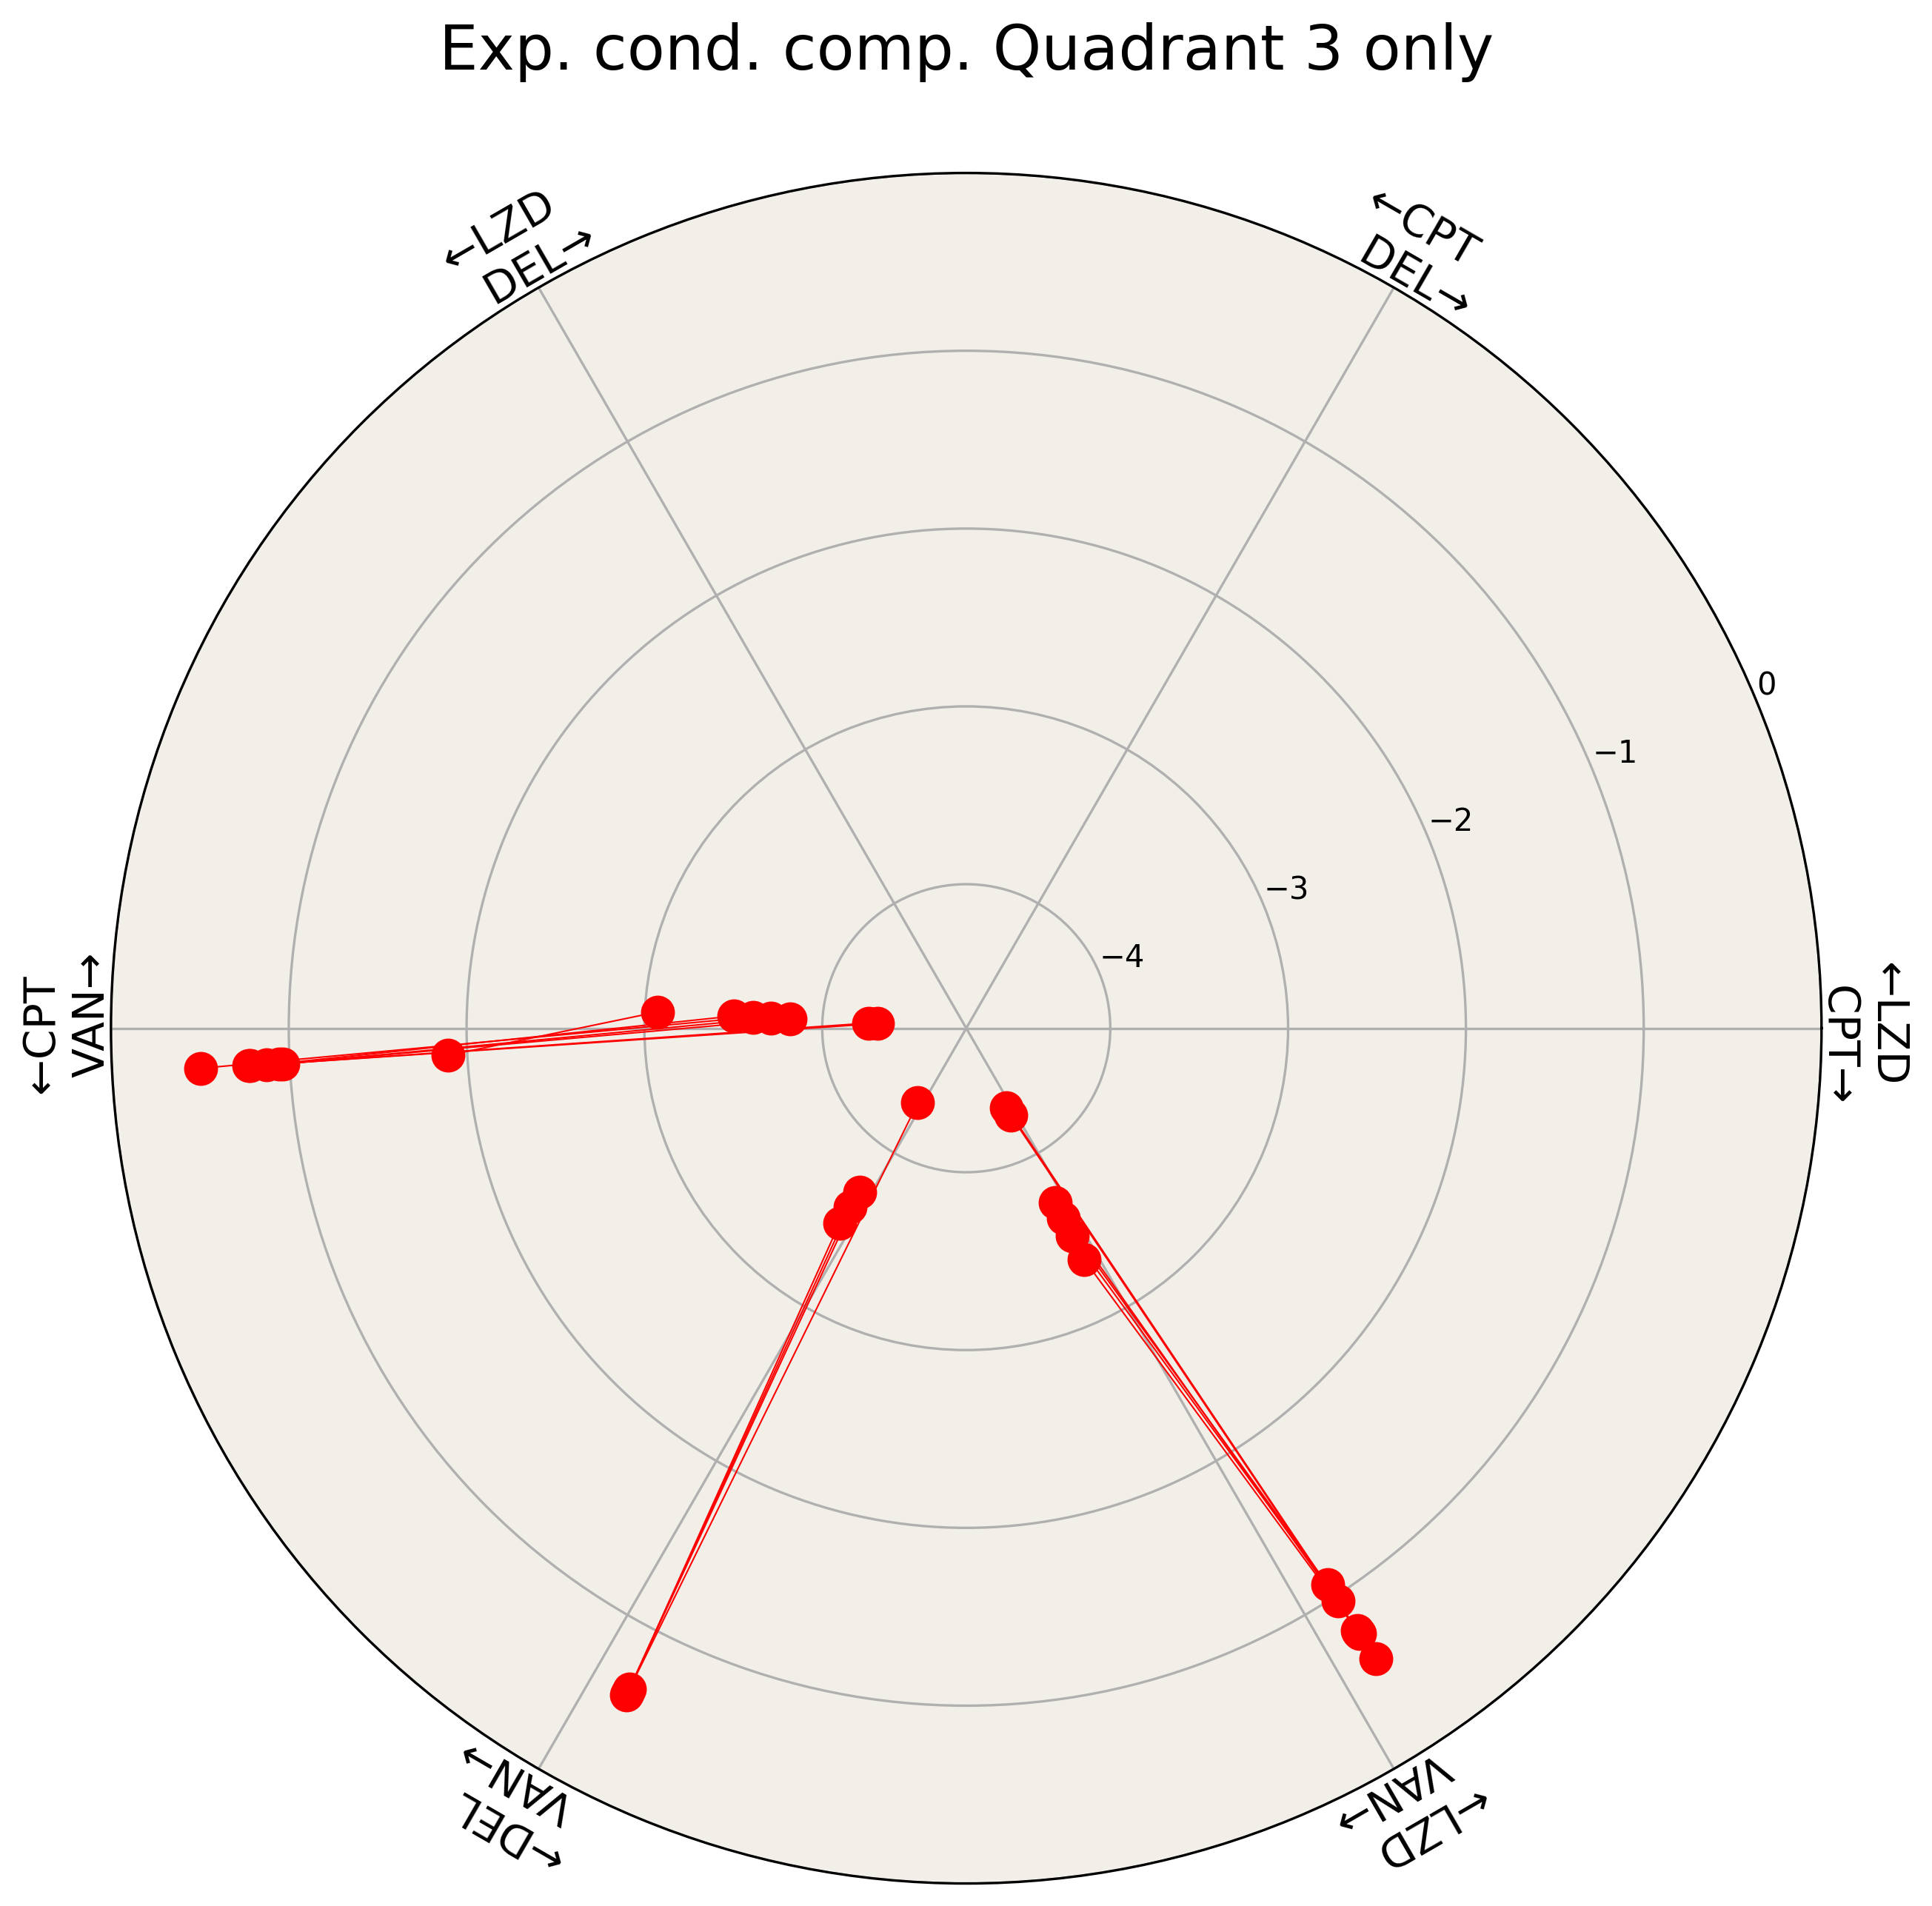 Exp. cond. comp. Quadrant 3 only
←LZD
DEL→
←CPT
DEL→
0
−1
−2
−3
−4
←CPT
VAN→
←LZD
CPT→
VAN→
←DEL
VAN→
←LZD